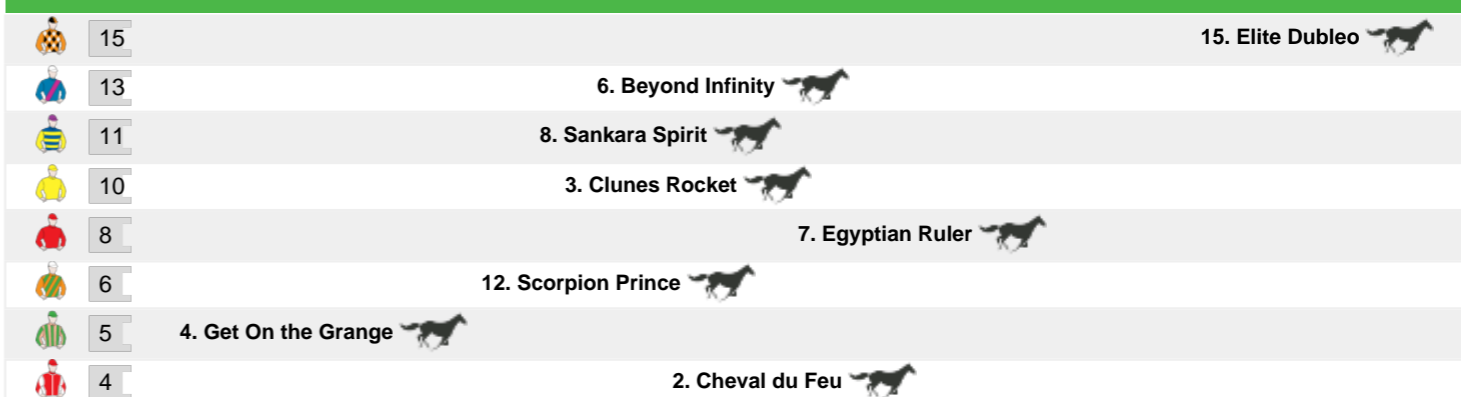 15 15. Elite Dubleo
13 6. Beyond Infinity
11 8. Sankara Spirit
10 3. Clunes Rocket
8 7. Egyptian Ruler
6 12. Scorpion Prince
5 4. Get On the Grange
4 2. Cheval du Feu